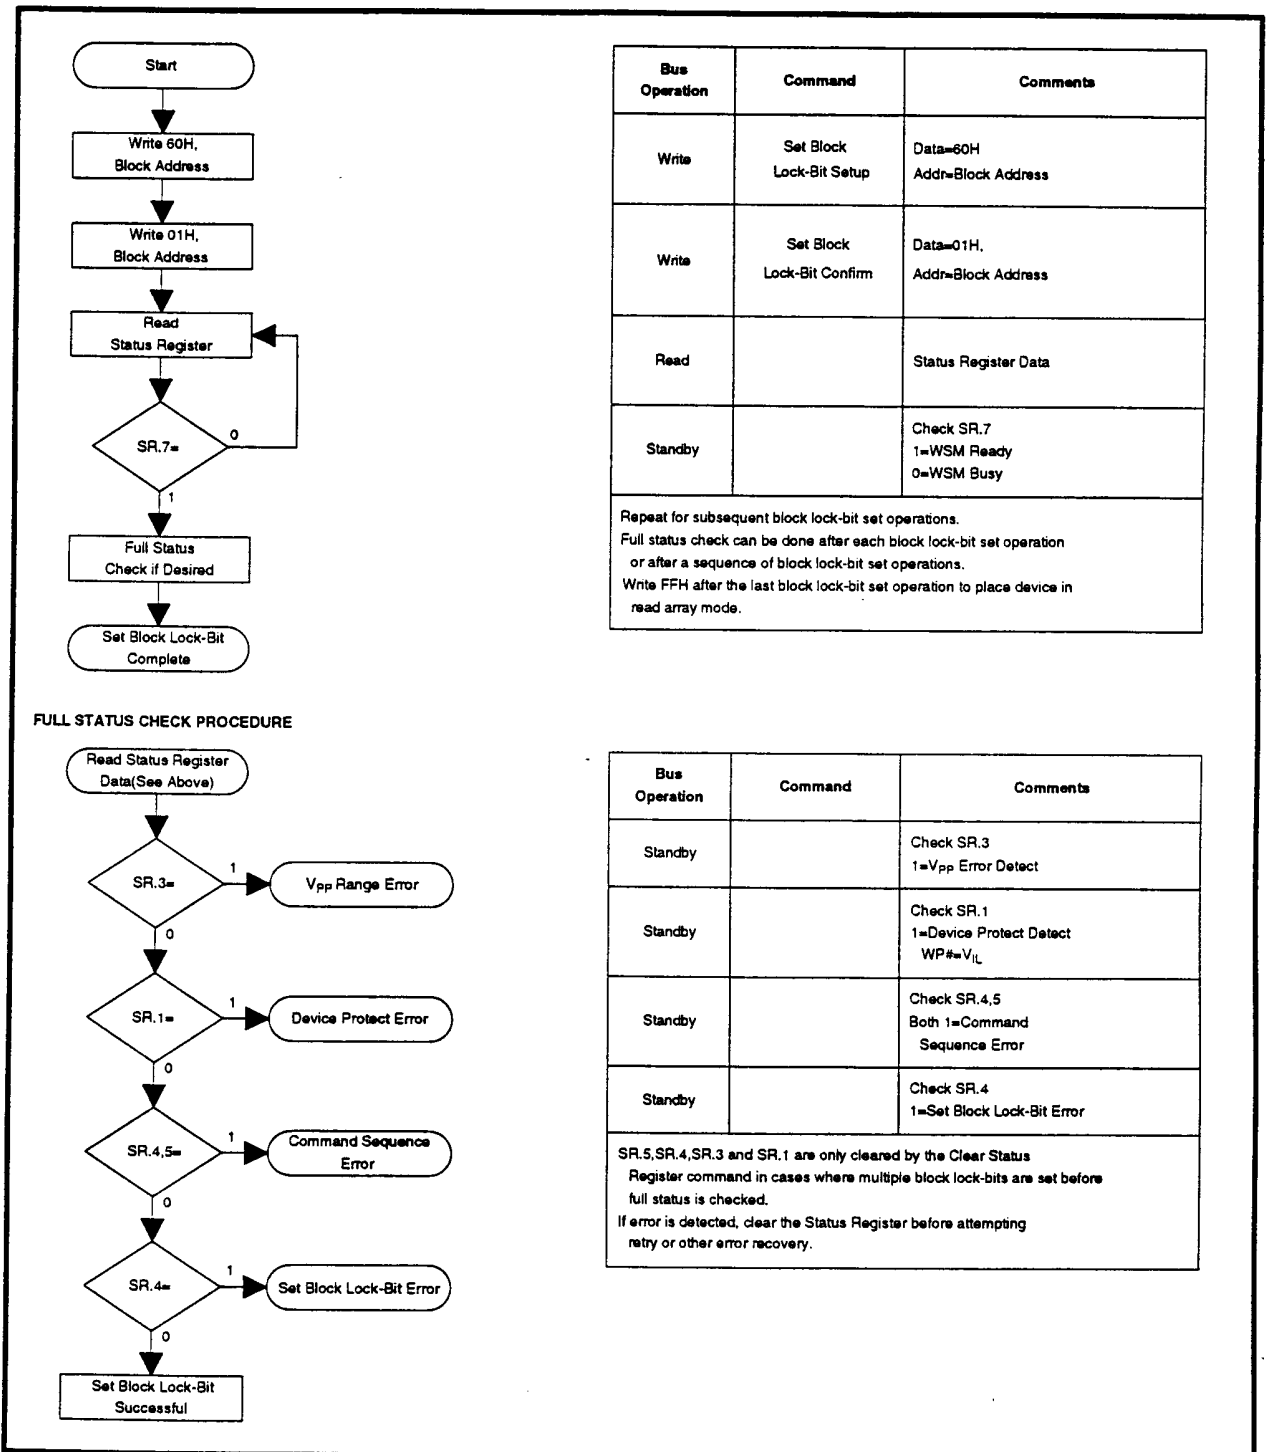 Start
Write 60H,
Block Address
Write 01H,
Block Address
Read
Status Register
SR.7=
0
1
Full Status
Check if Desired
Set Block Lock-Bit
Complete
Bus
Operation
Command
Comments
Write
Set Block
Lock-Bit Setup
Data=60H
Addr=Block Address
Write
Set Block
Lock-Bit Confirm
Data=01H,
Addr=Block Address
Read
Status Register Data
Standby
Check SR.7
1=WSM Ready
0=WSM Busy
Repeat for subsequent block lock-bit set operations.
Full status check can be done after each block lock-bit set operation
or after a sequence of block lock-bit set operations.
Write FFH after the last block lock-bit set operation to place device in
read array mode.
FULL STATUS CHECK PROCEDURE
Read Status Register
Data(See Above)
SR.3=
1
VPP Range Error
0
SR.1=
1
Device Protect Error
0
SR.4,5=
1
Command Sequence
Error
0
SR.4=
1
Set Block Lock-Bit Error
0
Set Block Lock-Bit
Successful
Bus
Operation
Command
Comments
Standby
Check SR.3
1=VPP Error Detect
Standby
Check SR.1
1=Device Protect Detect
WP#=VIL
Standby
Check SR.4,5
Both 1=Command
Sequence Error
Standby
Check SR.4
1=Set Block Lock-Bit Error
SR.5,SR.4,SR.3 and SR.1 are only cleared by the Clear Status
Register command in cases where multiple block lock-bits are set before
full status is checked.
If error is detected, clear the Status Register before attempting
retry or other error recovery.